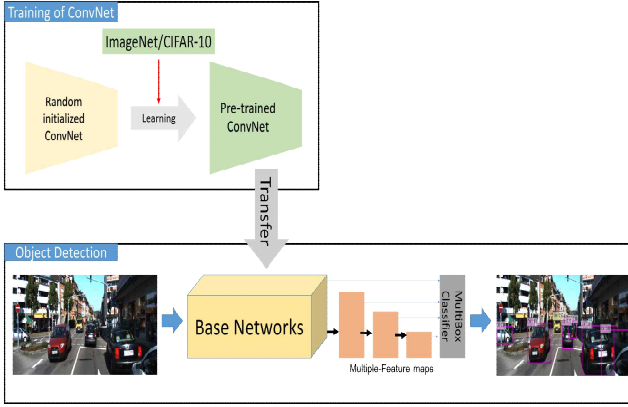 Training of ConvNet
ImageNet/CIFAR-10
Random
initialized
ConvNet
Learning
Pre-trained
ConvNet
Transfer
Object Detection
Base Networks
MultiBox
Classifier
Multiple-Feature maps